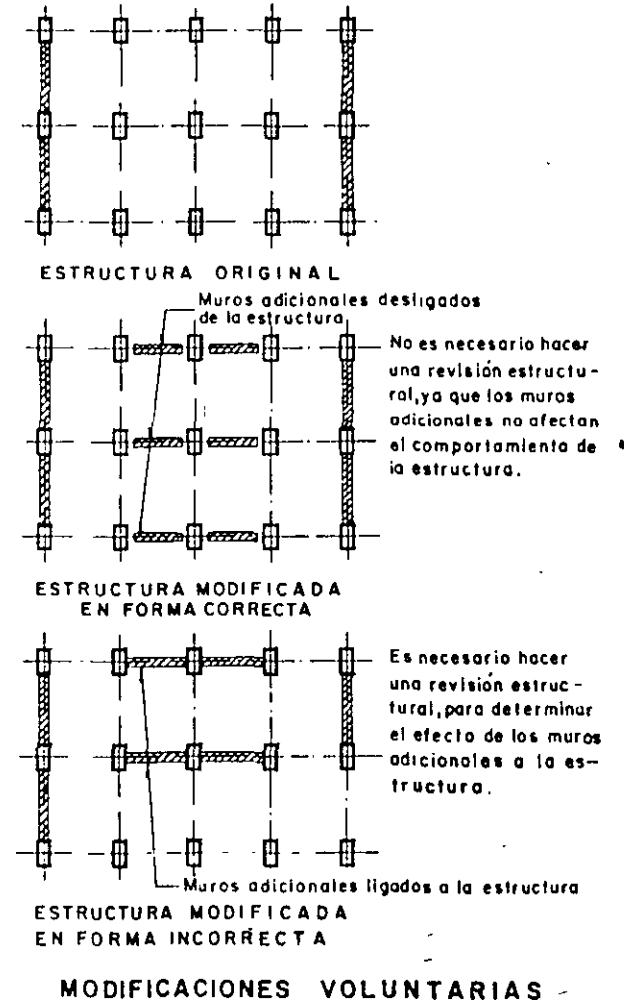 ESTRUCTURA ORIGINAL
Muros adicionales desligados
de la estructura
No es necesario hacer
una revisión estructu-
ral, ya que los muros
adicionales no afectan
el comportamiento de
la estructura.
ESTRUCTURA MODIFICADA
EN FORMA CORRECTA
Es necesario hacer
una revisión estruc-
tural, para determinar
el efecto de los muros
adicionales a la es-
tructura.
Muros adicionales ligados a la estructura
ESTRUCTURA MODIFICADA
EN FORMA INCORRECTA
MODIFICACIONES VOLUNTARIAS